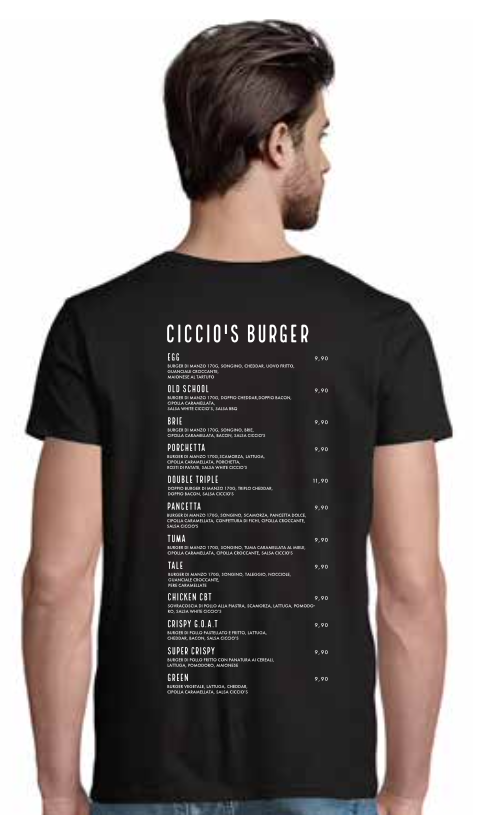 CICCIO'S BURGER
EGG 9,90
BURGER DI MANZO 170G, SONGINO, CHEDDAR, UOVO FRITTO,
GUANCIALE CROCCANTE,
MAIONESE AL TARTUFO
OLD SCHOOL 9,90
BURGER DI MANZO 170G, DOPPIO CHEDDAR,DOPPIO BACON,
CIPOLLA CARAMELLATA,
SALSA WHITE CICCIO'S, SALSA BBQ
BRIE 9,90
BURGER DI MANZO 170G, SONGINO, BRIE,
CIPOLLA CARAMELLATA, BACON, SALSA CICCIO'S
PORCHETTA 9,90
BURGER DI MANZO 170G,SCAMORZA, LATTUGA,
CIPOLLA CARAMELLATA, PORCHETTA,
ROSTI DI PATATE, SALSA WHITE CICCIO'S
DOUBLE TRIPLE 11,90
DOPPIO BURGER DI MANZO 170G, TRIPLO CHEDDAR,
DOPPIO BACON, SALSA CICCIO'S
PANCETTA 9,90
BURGER DI MANZO 170G, SONGINO, SCAMORZA, PANCETTA DOLCE,
CIPOLLA CARAMELLATA, CONFETTURA DI FICHI, CIPOLLA CROCCANTE,
SALSA CICCIO'S
TUMA 9,90
BURGER DI MANZO 170G, SONGINO, TUMA CARAMELLATA AL MIELE,
CIPOLLA CARAMELLATA, CIPOLLA CROCCANTE, SALSA CICCIO'S
TALE 9,90
BURGER DI MANZO 170G, SONGINO, TALEGGIO, NOCCIOLE,
GUANCIALE CROCCANTE,
PERE CARAMELLATE
CHICKEN CBT 9,90
SOVRACOSCIA DI POLLO ALLA PIASTRA, SCAMORZA, LATTUGA, POMODO-
RO, SALSA WHITE CICCIO'S
CRISPY G.O.A.T 9,90
BURGER DI POLLO PASTELLATO E FRITTO, LATTUGA,
CHEDDAR, BACON, SALSA CICCIO'S
SUPER CRISPY 9,90
BURGER DI POLLO FRITTO CON PANATURA AI CEREALI,
LATTUGA, POMODORO, MAIONESE
GREEN 9,90
BURGER VEGETALE, LATTUGA, CHEDDAR,
CIPOLLA CARAMELLATA, SALSA CICCIO'S